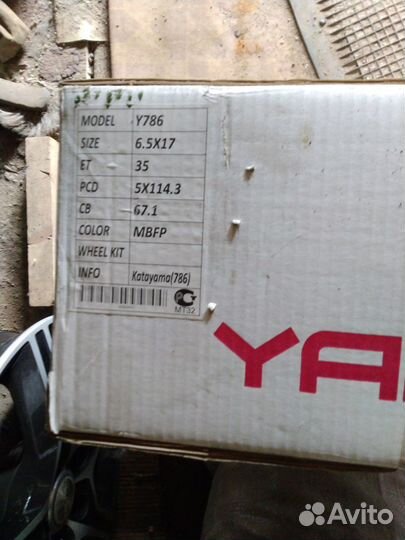 MODEL Y786
SIZE 6.5X17
ET 35
PCD 5X114.3
CB 67.1
COLOR MBFP
WHEEL KIT
INFO Katayama(786)
MT32
YA
Avito